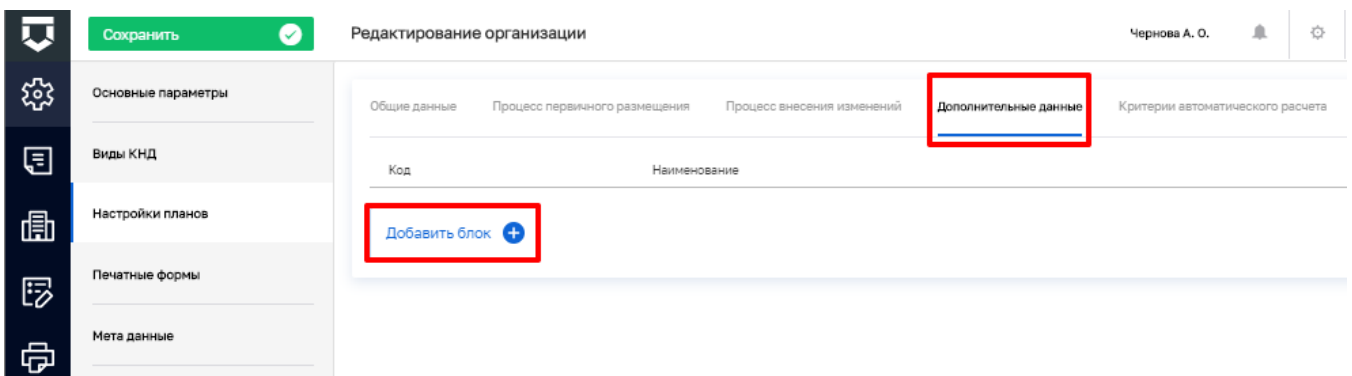 Сохранить
Редактирование организации
Чернова А. О.
Основные параметры
Виды КНД
Настройки планов
Печатные формы
Мета данные
Общие данные
Процесс первичного размещения
Процесс внесения изменений
Дополнительные данные
Критерии автоматического расчета
Код
Наименование
Добавить блок